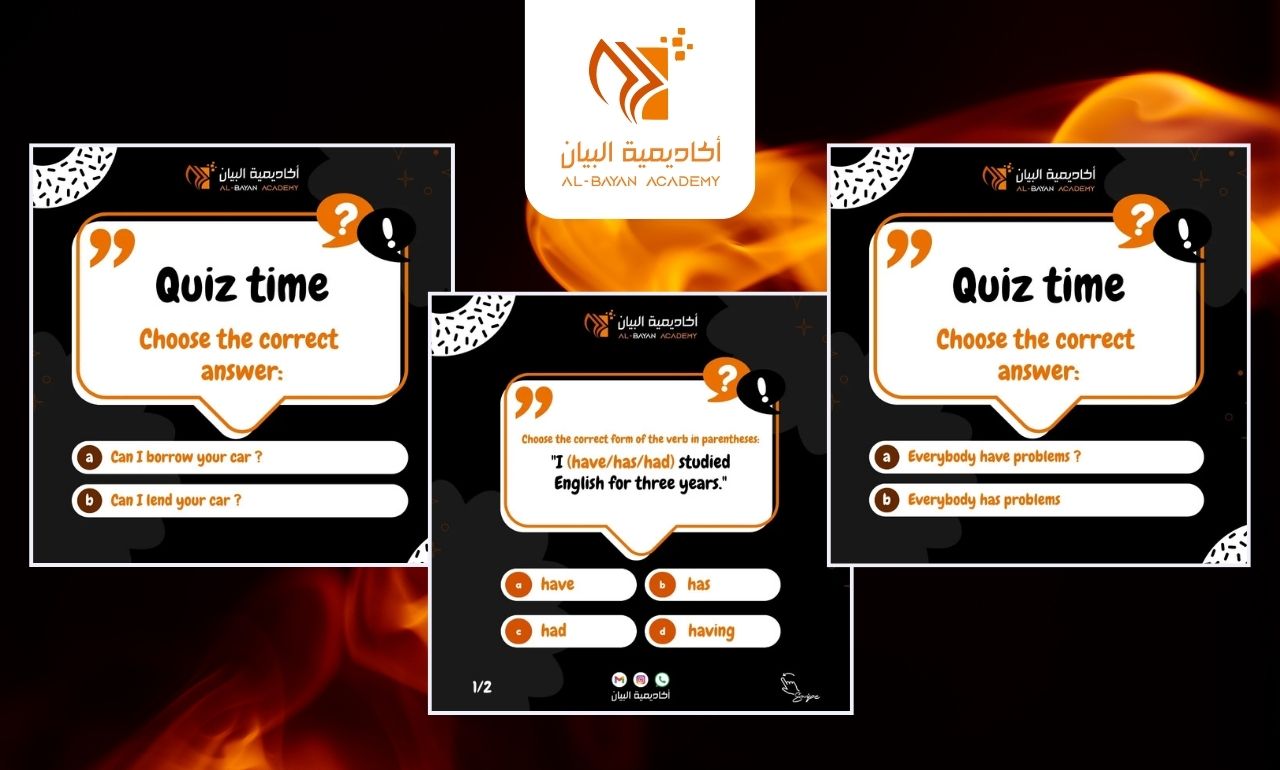 أكاديمية البيان
AL-BAYAN ACADEMY
أكاديمية البيان
AL-BAYAN ACADEMY
?
!
Quiz time
Choose the correct
answer:
a Can I borrow your car ?
b Can I lend your car ?
أكاديمية البيان
AL-BAYAN ACADEMY
?
!
Choose the correct form of the verb in parentheses:
"I (have/has/had) studied
English for three years."
a have
b has
c had
d having
1/2
أكاديمية البيان
Swipe
أكاديمية البيان
AL-BAYAN ACADEMY
?
!
Quiz time
Choose the correct
answer:
a Everybody have problems ?
b Everybody has problems